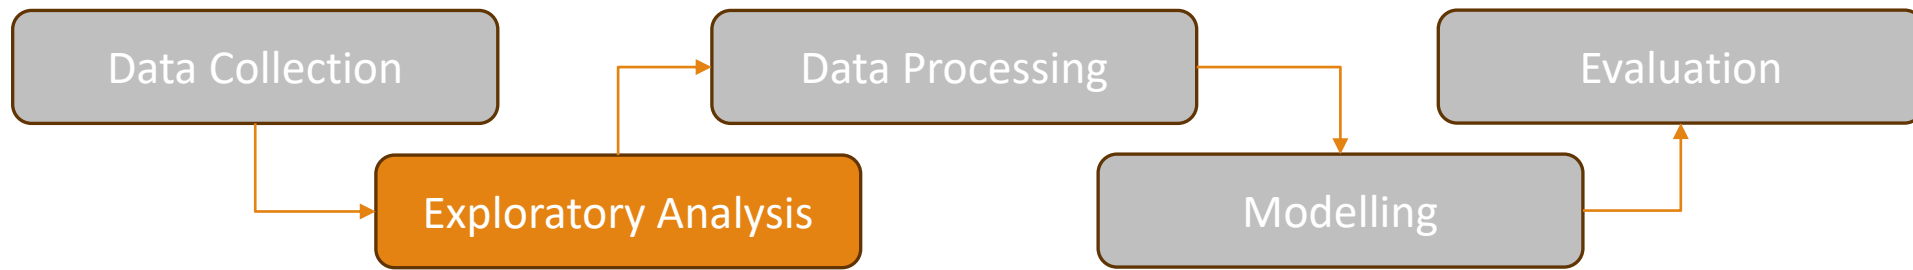 Data Collection
Exploratory Analysis
Data Processing
Modelling
Evaluation